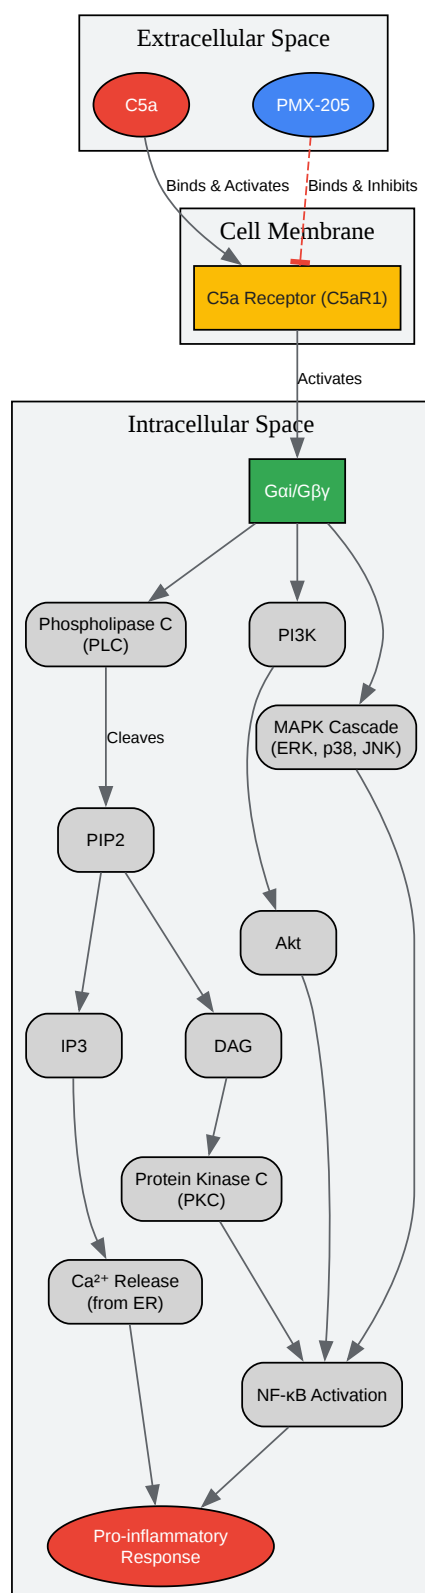 Extracellular Space
C5a
PMX-205
Binds & Activates
Binds & Inhibits
Cell Membrane
C5a Receptor (C5aR1)
Activates
Intracellular Space
Gαi/Gβγ
Phospholipase C
(PLC)
PI3K
MAPK Cascade
(ERK, p38, JNK)
Cleaves
PIP2
Akt
IP3
DAG
Protein Kinase C
(PKC)
Ca²⁺ Release
(from ER)
NF-κB Activation
Pro-inflammatory
Response